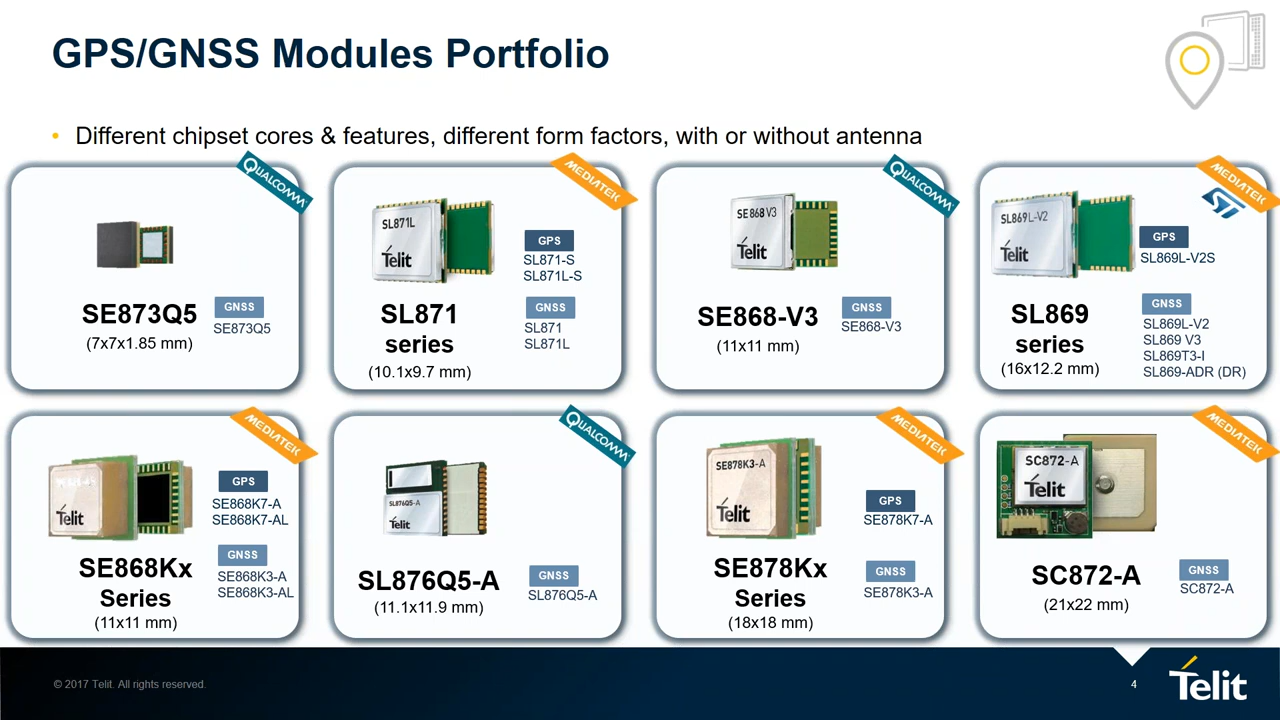 GPS/GNSS Modules Portfolio
• Different chipset cores & features, different form factors, with or without antenna
QUALCOMM
SE873Q5
(7x7x1.85 mm)
GNSS
SE873Q5
MEDIATEK
SL871L
Telit
SL871
series
(10.1x9.7 mm)
GPS
SL871-S
SL871L-S
GNSS
SL871
SL871L
QUALCOMM
SE868 V3
Telit
SE868-V3
(11x11 mm)
GNSS
SE868-V3
MEDIATEK
ST
SL869L-V2
Telit
SL869
series
(16x12.2 mm)
GPS
SL869L-V2S
GNSS
SL869L-V2
SL869 V3
SL869T3-I
SL869-ADR (DR)
MEDIATEK
Telit
SE868Kx
Series
(11x11 mm)
GPS
SE868K7-A
SE868K7-AL
GNSS
SE868K3-A
SE868K3-AL
QUALCOMM
SL876Q5-A
Telit
SL876Q5-A
(11.1x11.9 mm)
GNSS
SL876Q5-A
MEDIATEK
SE878K3-A
Telit
SE878Kx
Series
(18x18 mm)
GPS
SE878K7-A
GNSS
SE878K3-A
MEDIATEK
SC872-A
Telit
SC872-A
(21x22 mm)
GNSS
SC872-A
© 2017 Telit. All rights reserved.
4
Telit